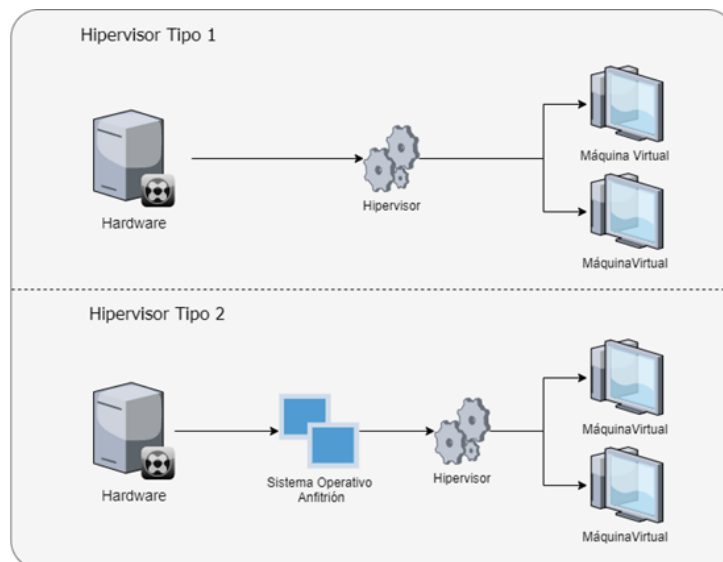 Hipervisor Tipo 1
Máquina Virtual
Hardware
Hipervisor
MáquinaVirtual
Hipervisor Tipo 2
MáquinaVirtual
Hardware
Sistema Operativo
Anfitrión
Hipervisor
MáquinaVirtual